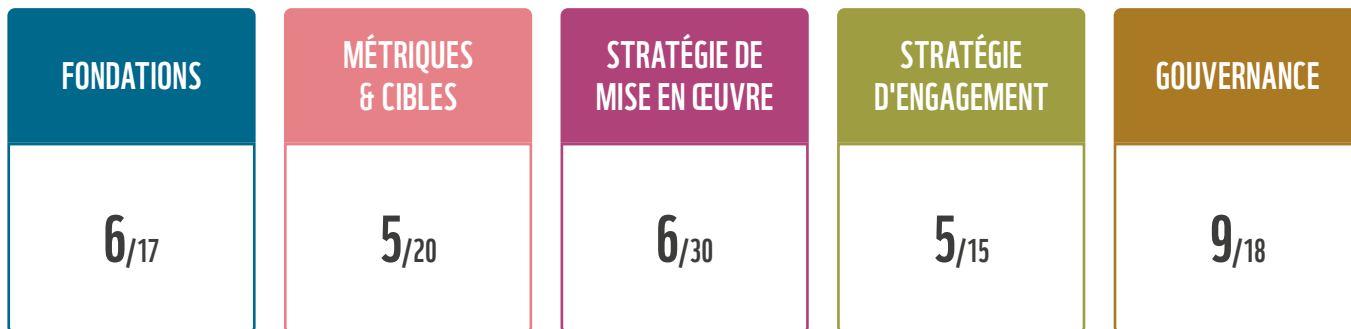 FONDATIONS
MÉTRIQUES
& CIBLES
STRATÉGIE DE
MISE EN ŒUVRE
STRATÉGIE
D'ENGAGEMENT
GOUVERNANCE
6/17
5/20
6/30
5/15
9/18